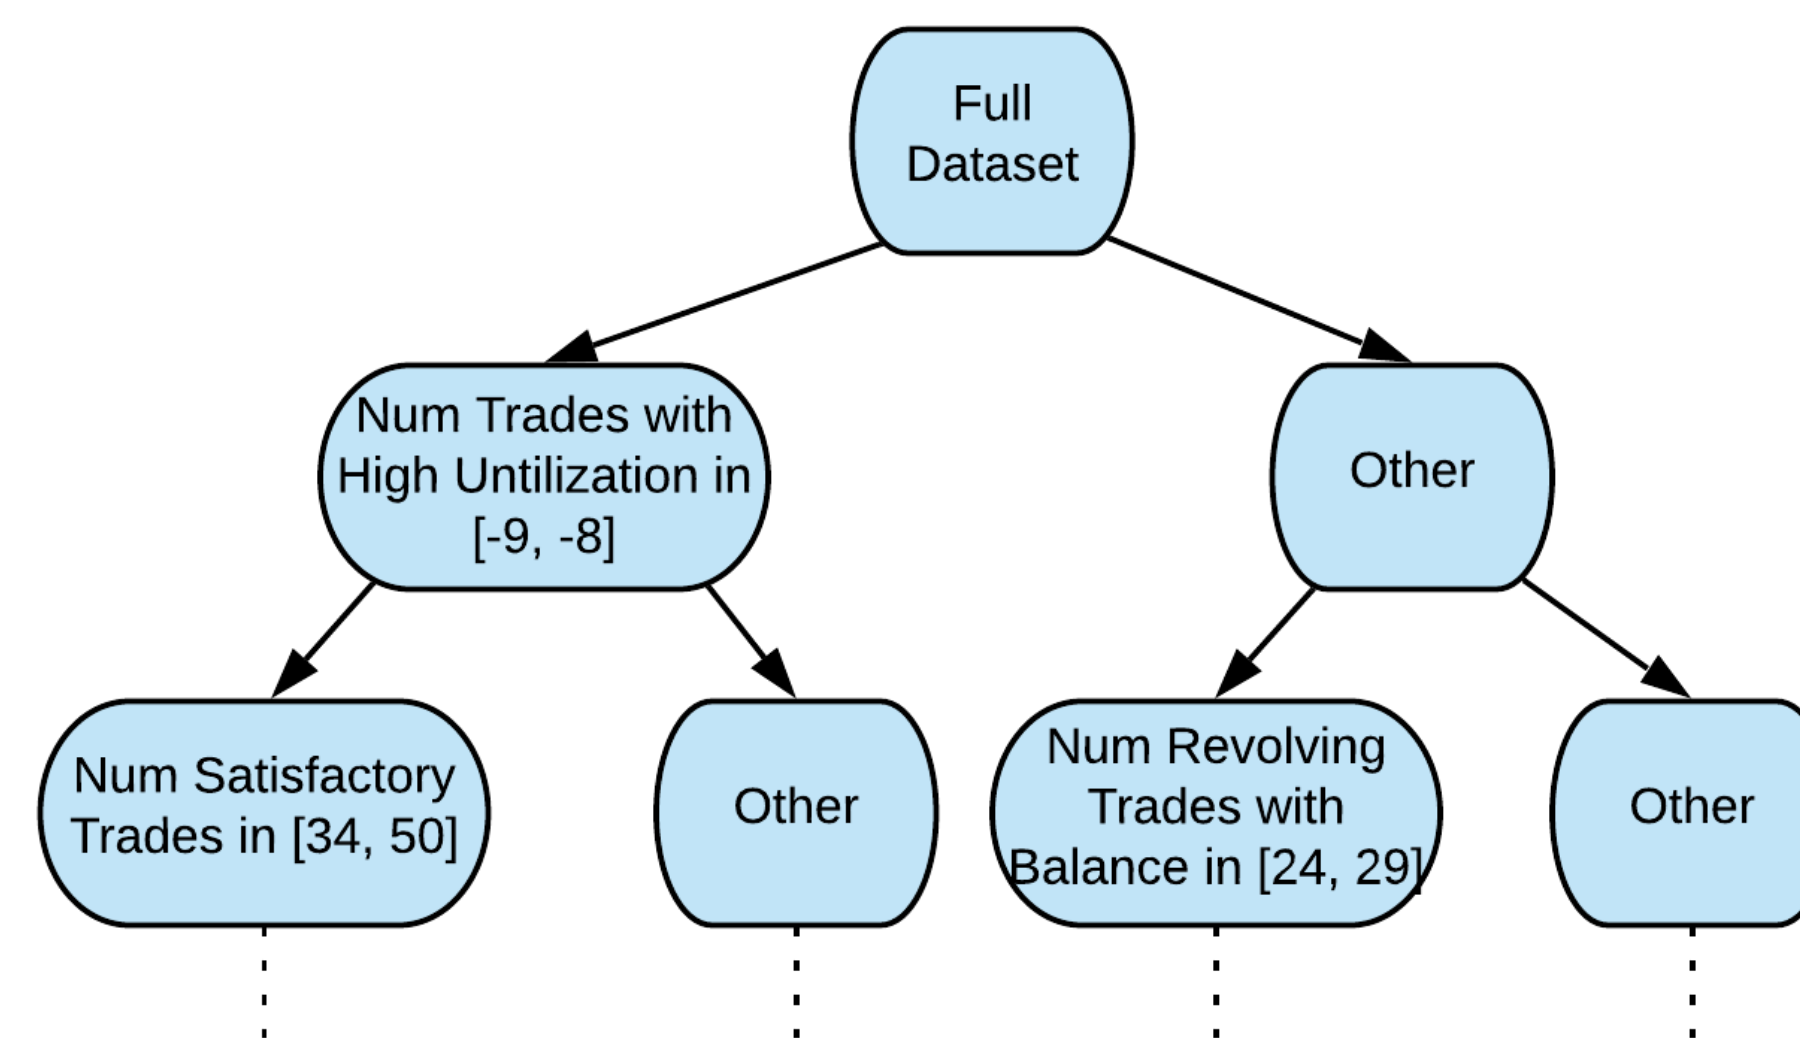 Full
Dataset
Num Trades with
High Untilization in
[-9, -8]
Other
Num Satisfactory
Trades in [34, 50]
Other
Num Revolving
Trades with
Balance in [24, 29]
Other